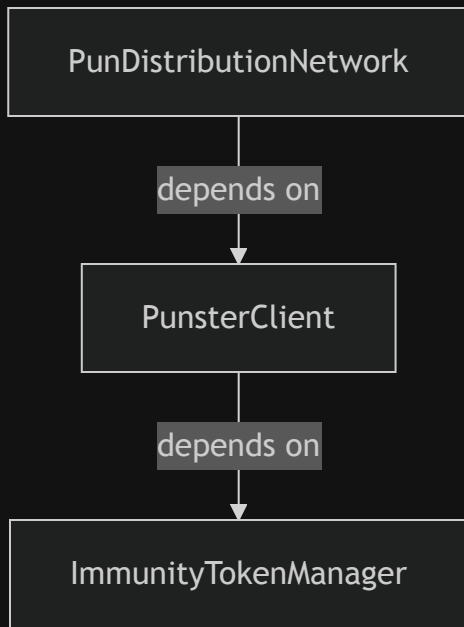 PunDistributionNetwork
depends on
PunsterClient
depends on
ImmunityTokenManager